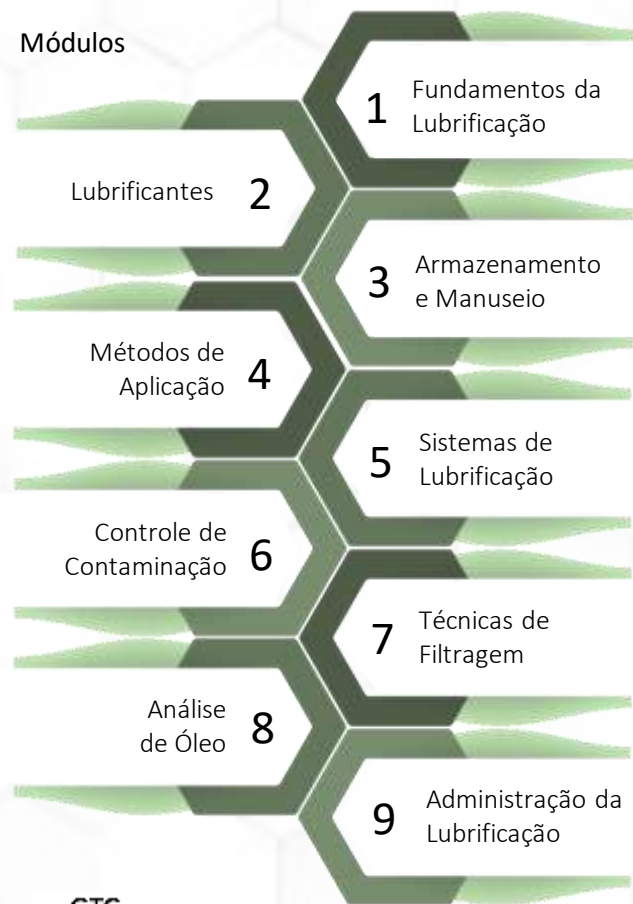 Módulos
1
Fundamentos da
Lubrificação
Lubrificantes
2
3
Armazenamento
e Manuseio
Métodos de
Aplicação
4
5
Sistemas de
Lubrificação
Controle de
Contaminação
6
7
Técnicas de
Filtragem
Análise
de Óleo
8
9
Administração da
Lubrificação